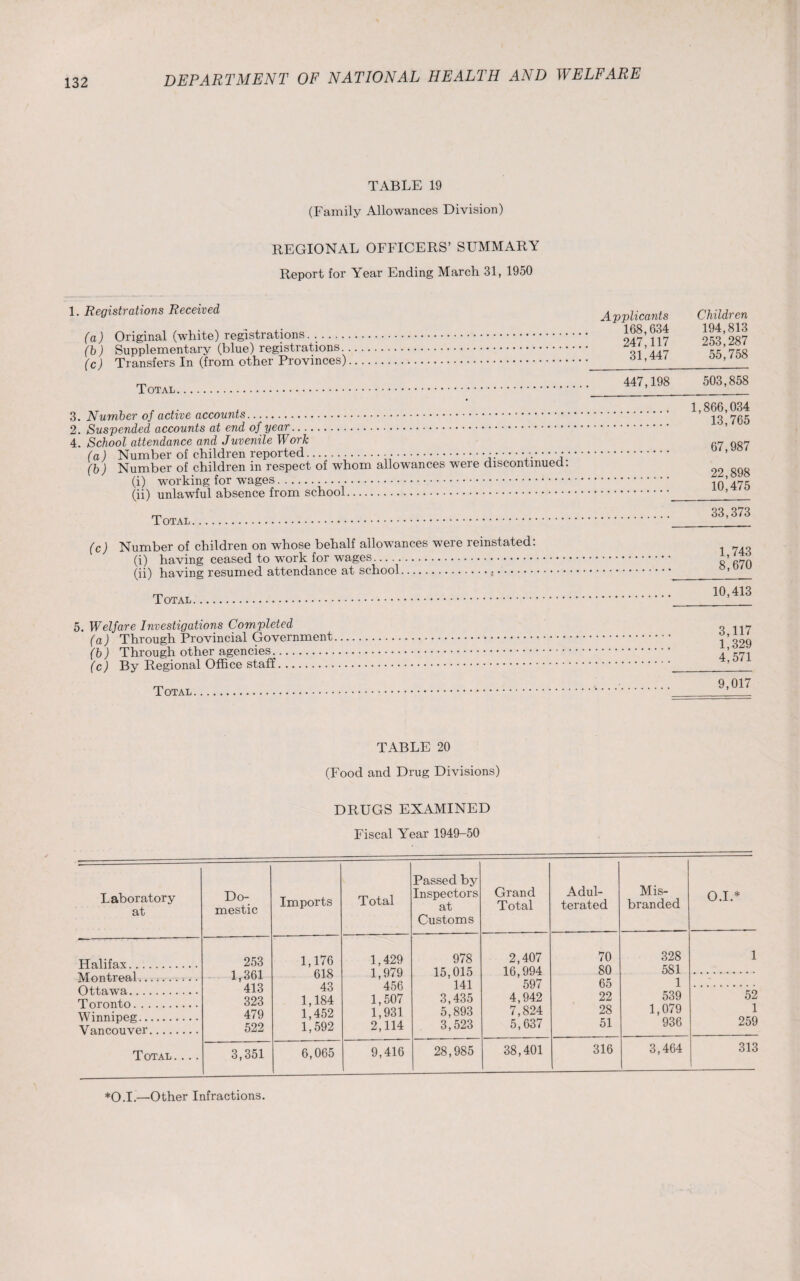 132 DEPARTMENT OF NATIONAL HEALTH AND WELFARE
TABLE 19
(Family Allowances Division)
REGIONAL OFFICERS’ SUMMARY
Report for Year Ending March 31, 1950
1. Registrations Received Applicants Children
(a) Original (white) registrations 168,634 194,813
(b) Supplementary (blue) registrations 247,117 253,287
(c) Transfers In (from other Provinces) 31,447 55,758
Total 447,198 503,858
3. Number of active accounts 1,866,034
2. Suspended accounts at end of year 13,765
4. School attendance and Juvenile Work
(a) Number of children reported 67,987
(b) Number of children in respect of whom allowances were discontinued:
(i) working for wages 22,898
(ii) unlawful absence from school 10,475
Total 33,373
(c) Number of children on whose behalf allowances were reinstated:
(i) having ceased to work for wages 1,743
(ii) having resumed attendance at school 8,670
Total 10,413
5. Welfare Investigations Completed
(a) Through Provincial Government 3,117
(b) Through other agencies 1,329
(c) By Regional Office staff 4,571
Total 9,017
TABLE 20
(Food and Drug Divisions)
DRUGS EXAMINED
Fiscal Year 1949–50
Laboratory at | Do-mestic | Imports | Total | Passed by Inspectors at Customs | Grand Total | Adul-terated | Mis-branded | O.I.*
Halifax 253 1,176 1,429 978 2,407 70 328 1
Montreal 1,361 618 1,979 15,015 16,994 80 581
Ottawa 413 43 456 141 597 65 1
Toronto 323 1,184 1,507 3,435 4,942 22 539 52
Winnipeg 479 1,452 1,931 5,893 7,824 28 1,079 1
Vancouver 522 1,592 2,114 3,523 5,637 51 936 259
Total 3,351 6,065 9,416 28,985 38,401 316 3,464 313
*O.I.—Other Infractions.